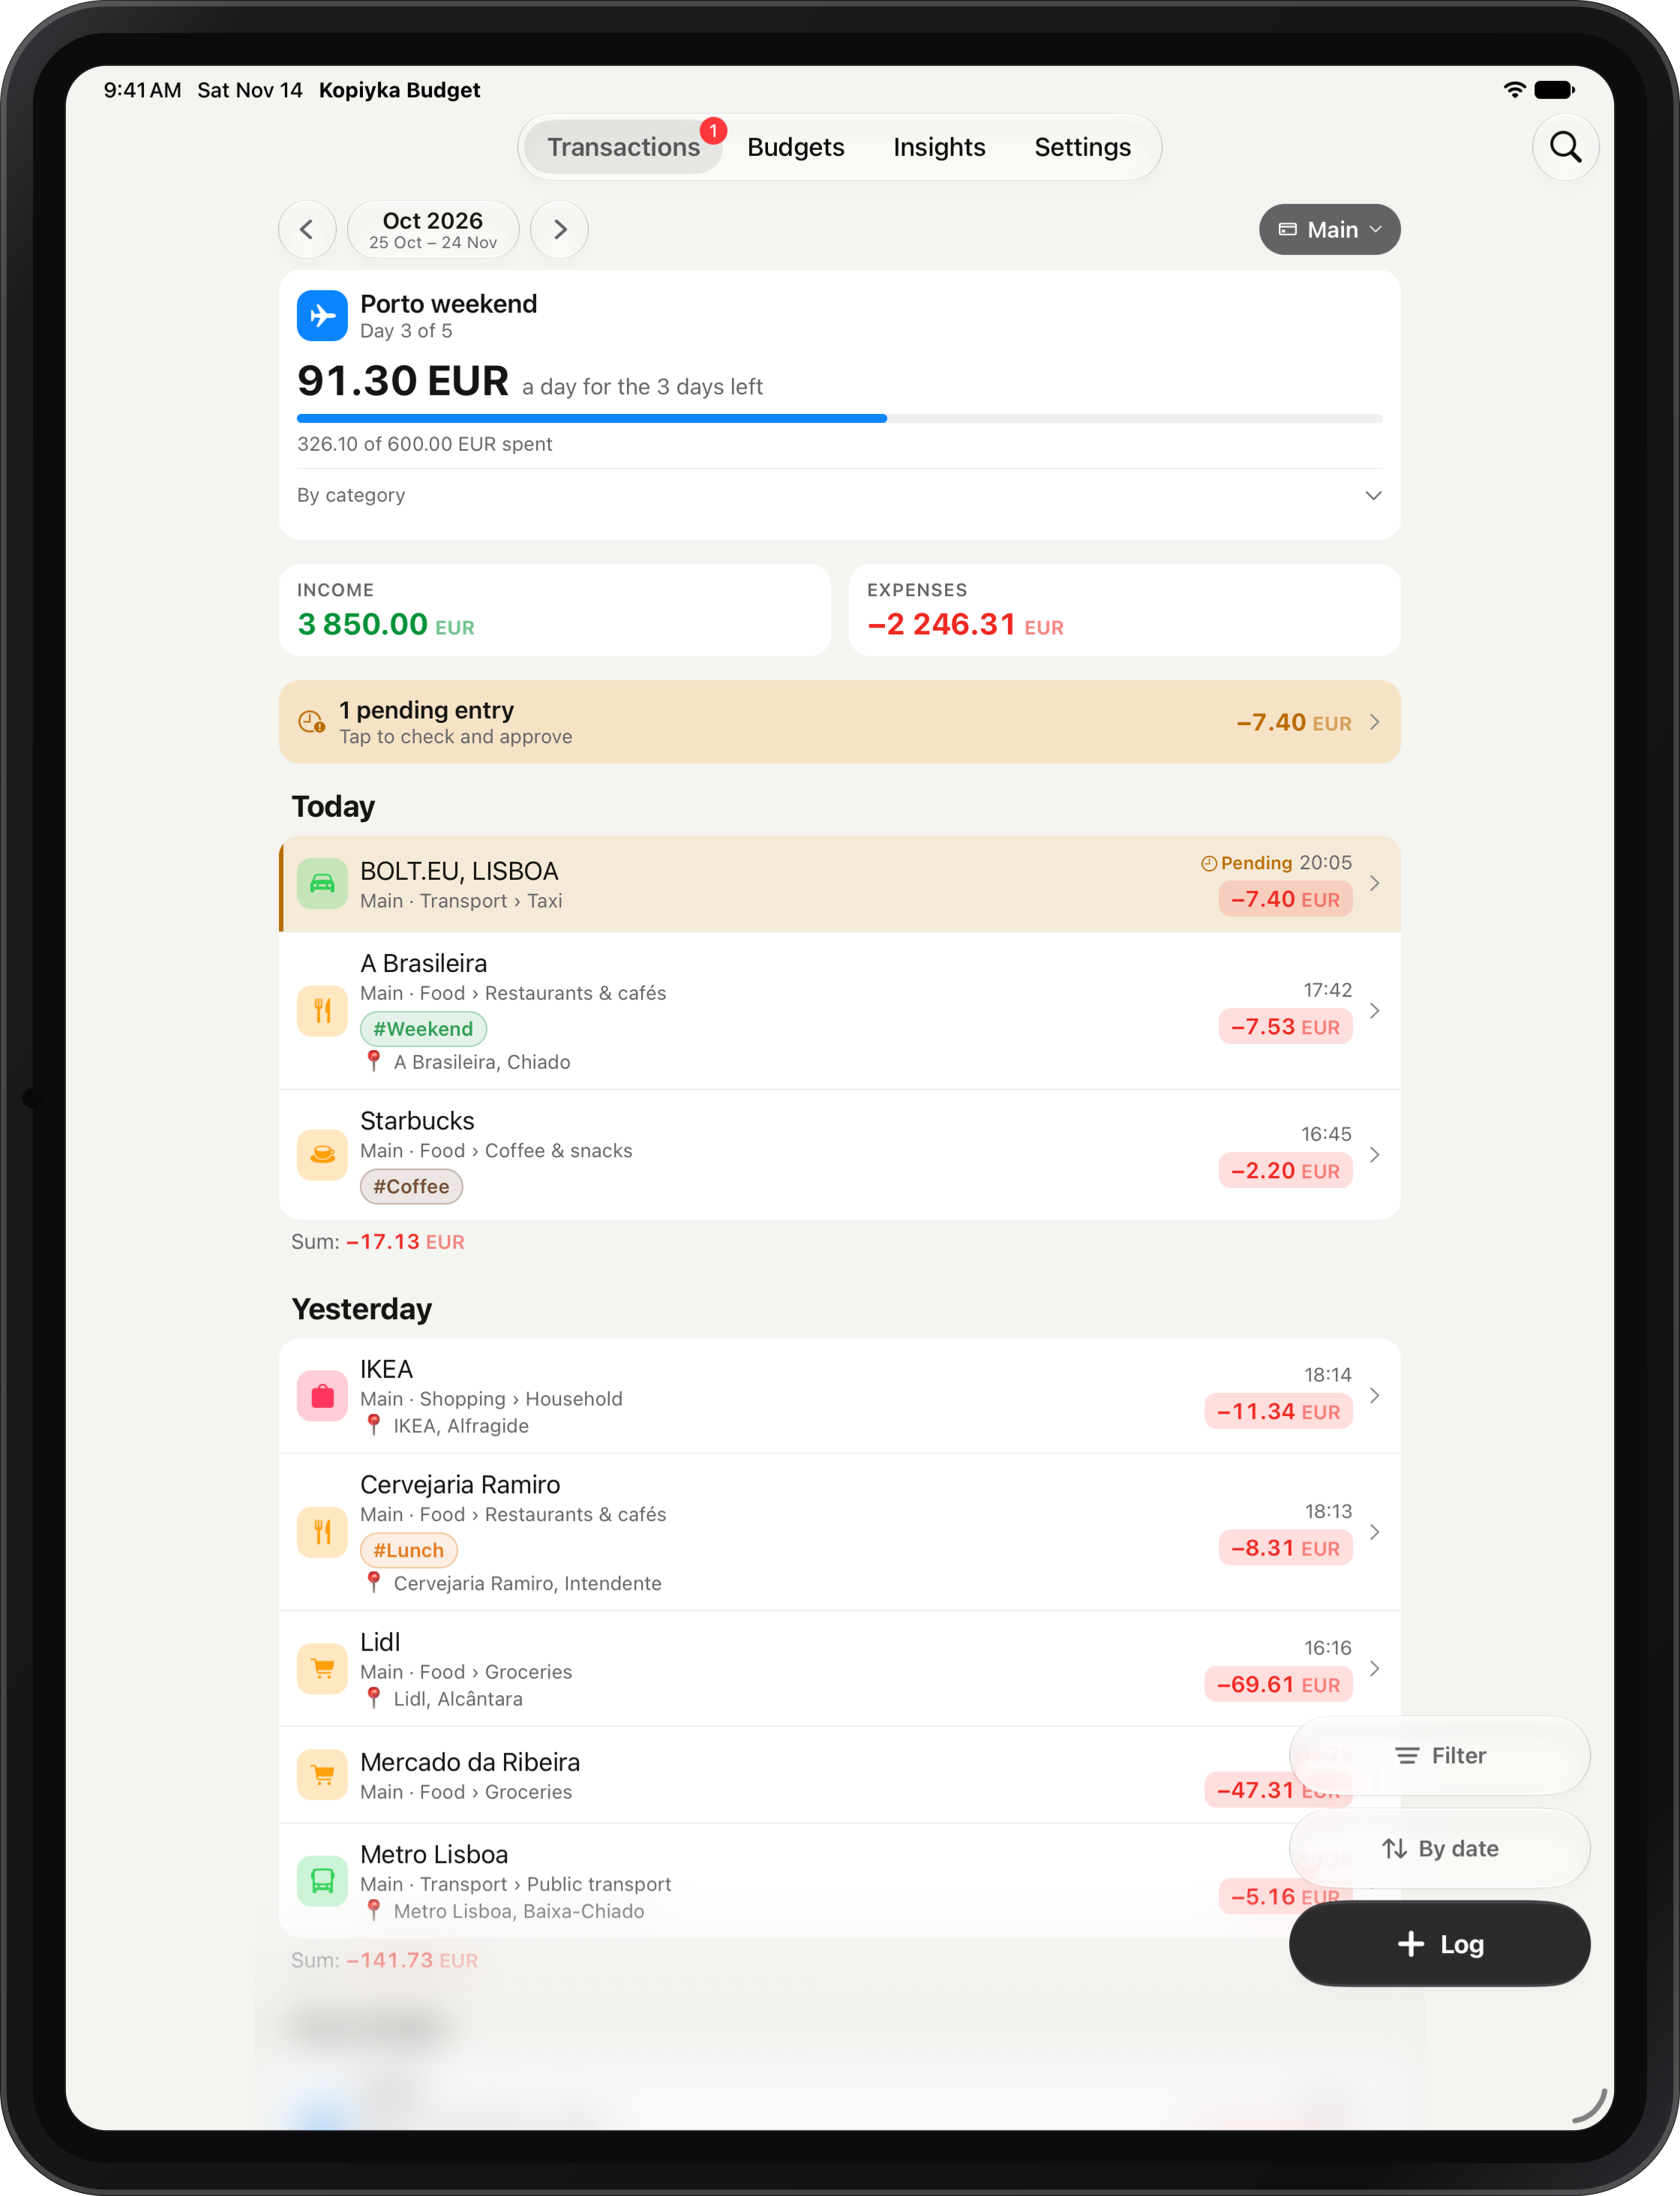 9:41 AM Sat Nov 14 Kopiyka Budget
Transactions 1 Budgets Insights Settings
Oct 2026
25 Oct – 24 Nov
Main
Porto weekend
Day 3 of 5
91.30 EUR a day for the 3 days left
326.10 of 600.00 EUR spent
By category
INCOME
3 850.00 EUR
EXPENSES
−2 246.31 EUR
1 pending entry
Tap to check and approve
−7.40 EUR
Today
BOLT.EU, LISBOA
Main · Transport › Taxi
Pending 20:05
−7.40 EUR
A Brasileira
Main · Food › Restaurants & cafés
#Weekend
A Brasileira, Chiado
17:42
−7.53 EUR
Starbucks
Main · Food › Coffee & snacks
#Coffee
16:45
−2.20 EUR
Sum: −17.13 EUR
Yesterday
IKEA
Main · Shopping › Household
IKEA, Alfragide
18:14
−11.34 EUR
Cervejaria Ramiro
Main · Food › Restaurants & cafés
#Lunch
Cervejaria Ramiro, Intendente
18:13
−8.31 EUR
Lidl
Main · Food › Groceries
Lidl, Alcântara
16:16
−69.61 EUR
Mercado da Ribeira
Main · Food › Groceries
−47.31 EUR
Metro Lisboa
Main · Transport › Public transport
Metro Lisboa, Baixa-Chiado
−5.16 EUR
Sum: −141.73 EUR
Filter
By date
Log